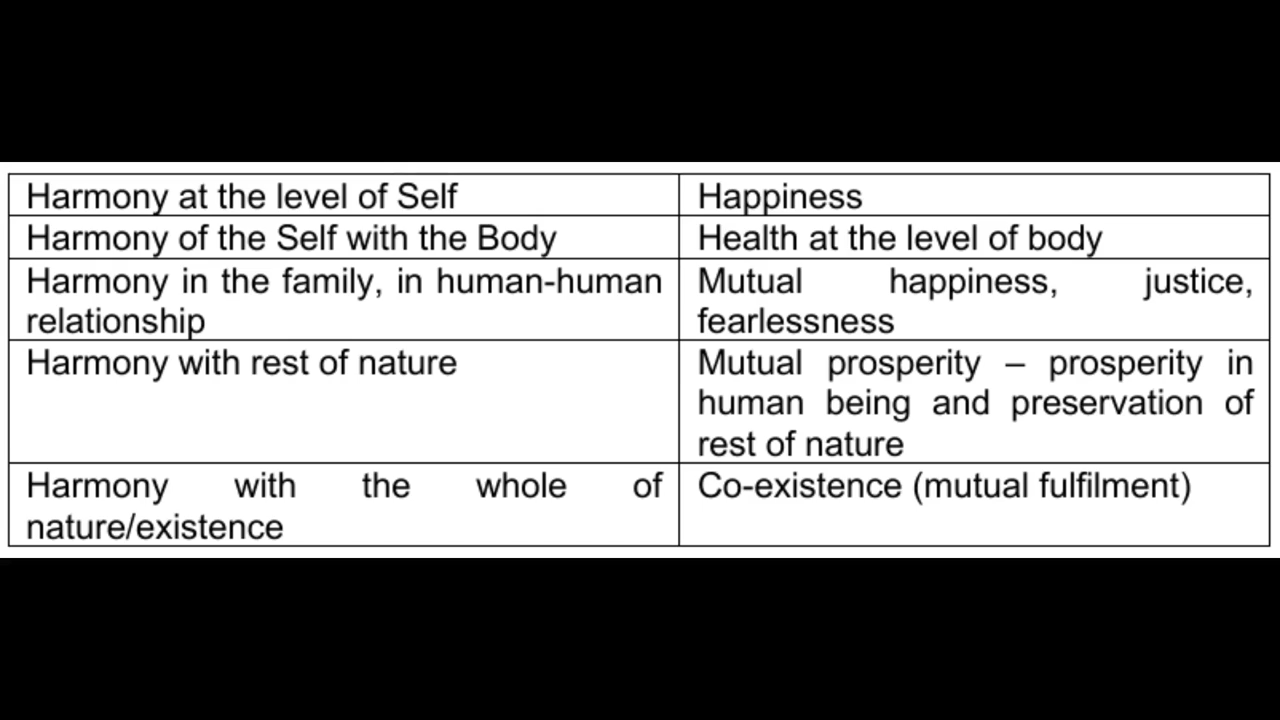 Harmony at the level of Self
Happiness
Harmony of the Self with the Body
Health at the level of body
Harmony in the family, in human-human
relationship
Mutual happiness, justice,
fearlessness
Harmony with rest of nature
Mutual prosperity – prosperity in
human being and preservation of
rest of nature
Harmony with the whole of
nature/existence
Co-existence (mutual fulfilment)